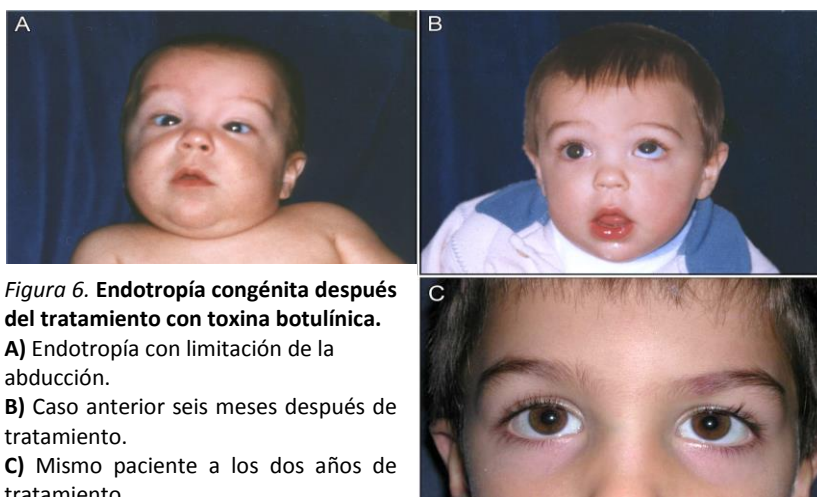 A
B
C
Figura 6. Endotropía congénita después
del tratamiento con toxina botulínica.
A) Endotropía con limitación de la
abducción.
B) Caso anterior seis meses después de
tratamiento.
C) Mismo paciente a los dos años de
tratamiento